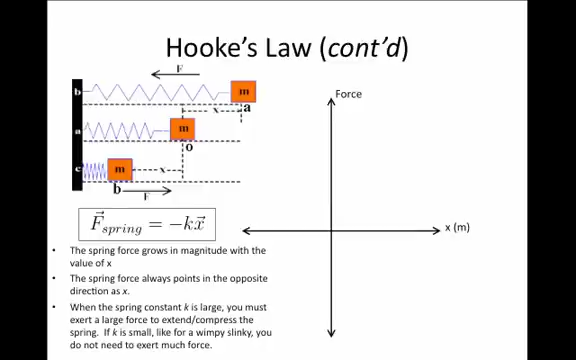 Hooke's Law (cont'd)
F
b
m
x
a
a
m
o
c
m
x
b
F
F⃗spring = −kx⃗
• The spring force grows in magnitude with the
value of x
• The spring force always points in the opposite
direction as x.
• When the spring constant k is large, you must
exert a large force to extend/compress the
spring. If k is small, like for a wimpy slinky, you
do not need to exert much force.
Force
x (m)